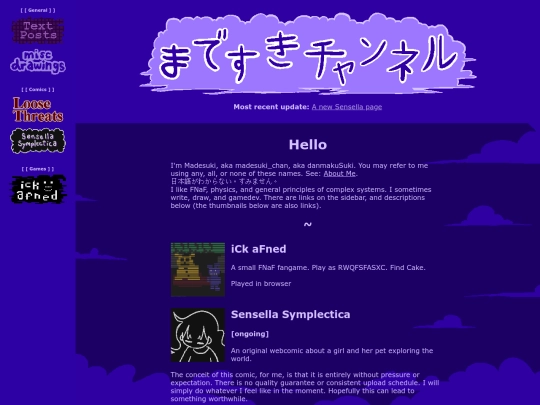 [ [ General ] ]
Text
Posts
misc
drawings
[ [ Comics ] ]
Loose
Threats
Sensella
Symplectica
[ [ Games ] ]
ick
afned
まですきチャンネル
Most recent update: A new Sensella page
Hello
I'm Madesuki, aka madesuki_chan, aka danmakuSuki. You may refer to me
using any, all, or none of these names. See: About Me.
日本語がわからない。すみません。
I like FNaF, physics, and general principles of complex systems. I sometimes
write, draw, and gamedev. There are links on the sidebar, and descriptions
below (the thumbnails below are also links).
~
iCk aFned
A small FNaF fangame. Play as RWQFSFASXC. Find Cake.
Played in browser
Sensella Symplectica
[ongoing]
An original webcomic about a girl and her pet exploring the
world.
The conceit of this comic, for me, is that it is entirely without pressure or
expectation. There is no quality guarantee or consistent upload schedule. I will
simply do whatever I feel like in the moment. Hopefully this can lead to
something worthwhile.